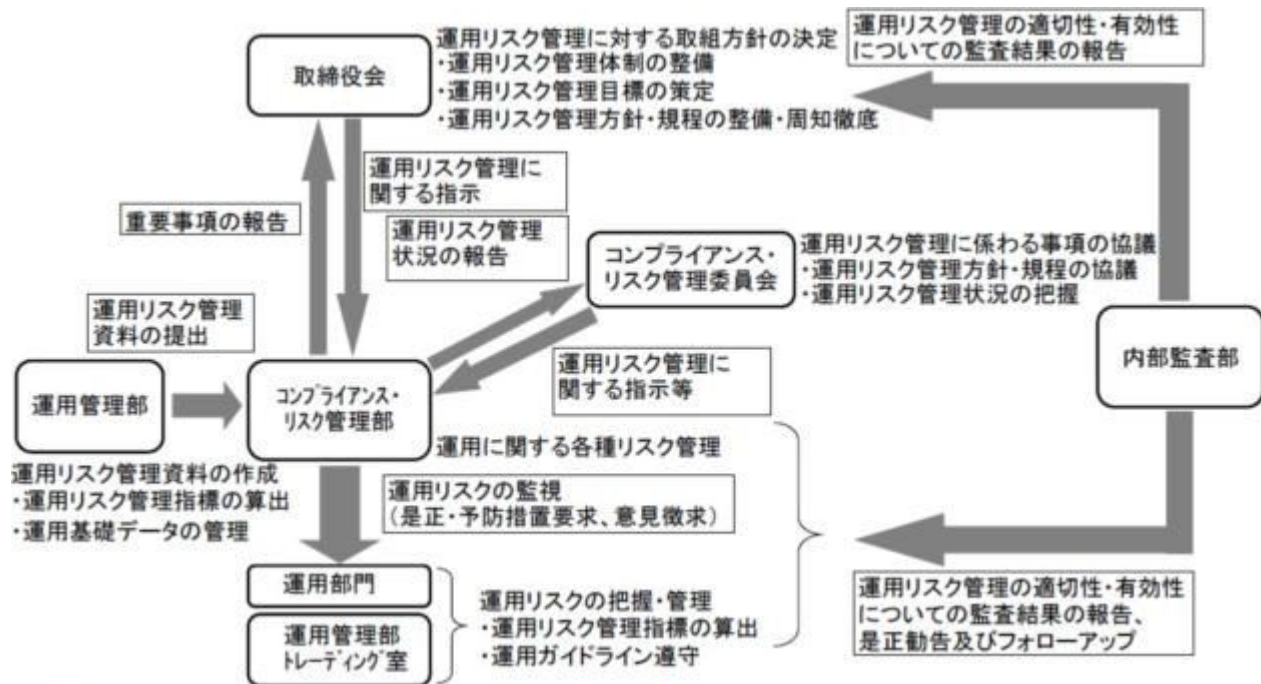 取締役会
運用リスク管理に対する取組方針の決定
・運用リスク管理体制の整備
・運用リスク管理目標の策定
・運用リスク管理方針・規程の整備・周知徹底
運用リスク管理の適切性・有効性
についての監査結果の報告
重要事項の報告
運用リスク管理に
関する指示
運用リスク管理
状況の報告
コンプライアンス・
リスク管理委員会
運用リスク管理に係わる事項の協議
・運用リスク管理方針・規程の協議
・運用リスク管理状況の把握
内部監査部
運用リスク管理
資料の提出
運用リスク管理に
関する指示等
運用管理部
コンプライアンス・
リスク管理部
運用に関する各種リスク管理
運用リスク管理資料の作成
・運用リスク管理指標の算出
・運用基礎データの管理
運用リスクの監視
(是正・予防措置要求、意見徴求)
運用部門
運用管理部
トレーディング室
運用リスクの把握・管理
・運用リスク管理指標の算出
・運用ガイドライン遵守
運用リスク管理の適切性・有効性
についての監査結果の報告、
是正勧告及びフォローアップ